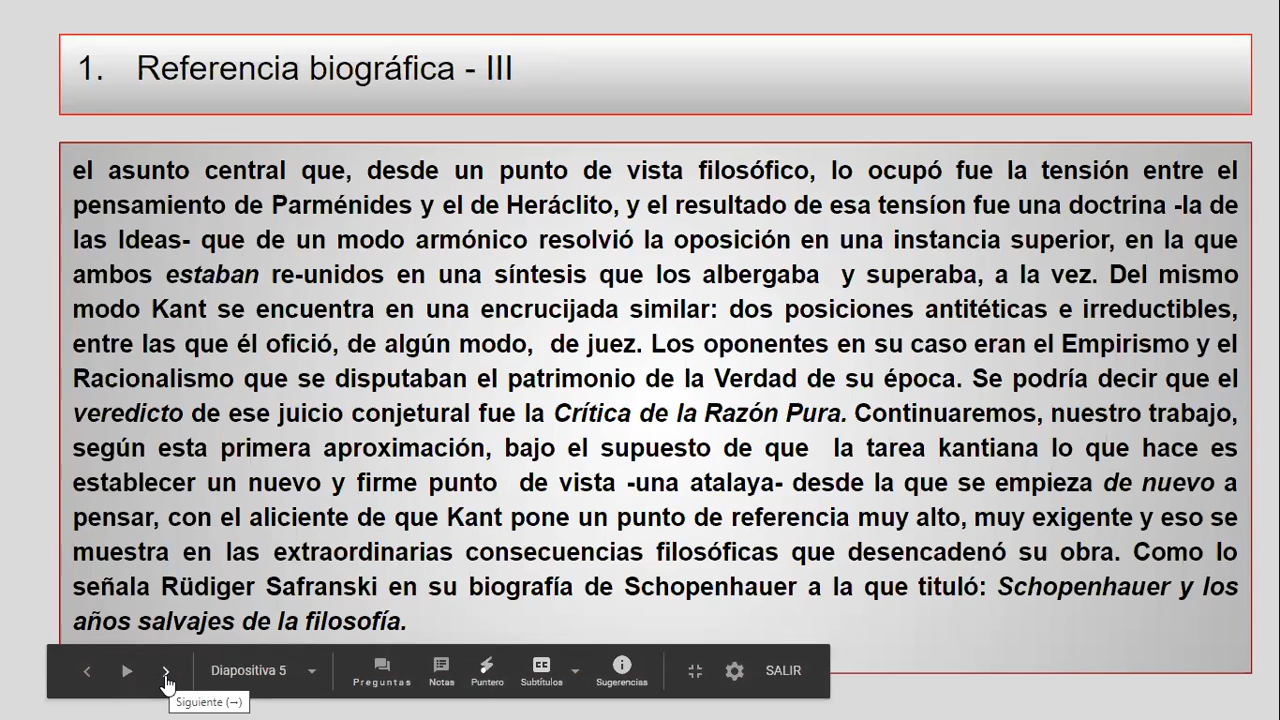 1. Referencia biográfica - III
el asunto central que, desde un punto de vista filosófico, lo ocupó fue la tensión entre el
pensamiento de Parménides y el de Heráclito, y el resultado de esa tensíon fue una doctrina -la de
las Ideas- que de un modo armónico resolvió la oposición en una instancia superior, en la que
ambos estaban re-unidos en una síntesis que los albergaba y superaba, a la vez. Del mismo
modo Kant se encuentra en una encrucijada similar: dos posiciones antitéticas e irreductibles,
entre las que él ofició, de algún modo, de juez. Los oponentes en su caso eran el Empirismo y el
Racionalismo que se disputaban el patrimonio de la Verdad de su época. Se podría decir que el
veredicto de ese juicio conjetural fue la Crítica de la Razón Pura. Continuaremos, nuestro trabajo,
según esta primera aproximación, bajo el supuesto de que la tarea kantiana lo que hace es
establecer un nuevo y firme punto de vista -una atalaya- desde la que se empieza de nuevo a
pensar, con el aliciente de que Kant pone un punto de referencia muy alto, muy exigente y eso se
muestra en las extraordinarias consecuencias filosóficas que desencadenó su obra. Como lo
señala Rüdiger Safranski en su biografía de Schopenhauer a la que tituló: Schopenhauer y los
años salvajes de la filosofía.
Diapositiva 5 Preguntas Notas Puntero Subtítulos Sugerencias SALIR
Siguiente (→)